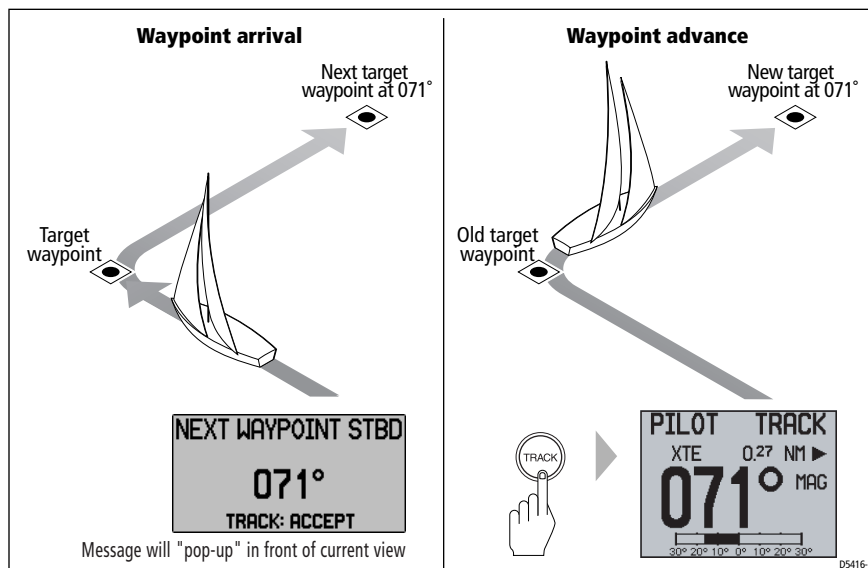 Waypoint arrival
Next target
waypoint at 071°
Target
waypoint
NEXT WAYPOINT STBD
071°
TRACK: ACCEPT
Message will "pop-up" in front of current view
Waypoint advance
New target
waypoint at 071°
Old target
waypoint
TRACK
PILOT TRACK
XTE 0.27 NM
071° MAG
30° 20° 10° 0° 10° 20° 30°